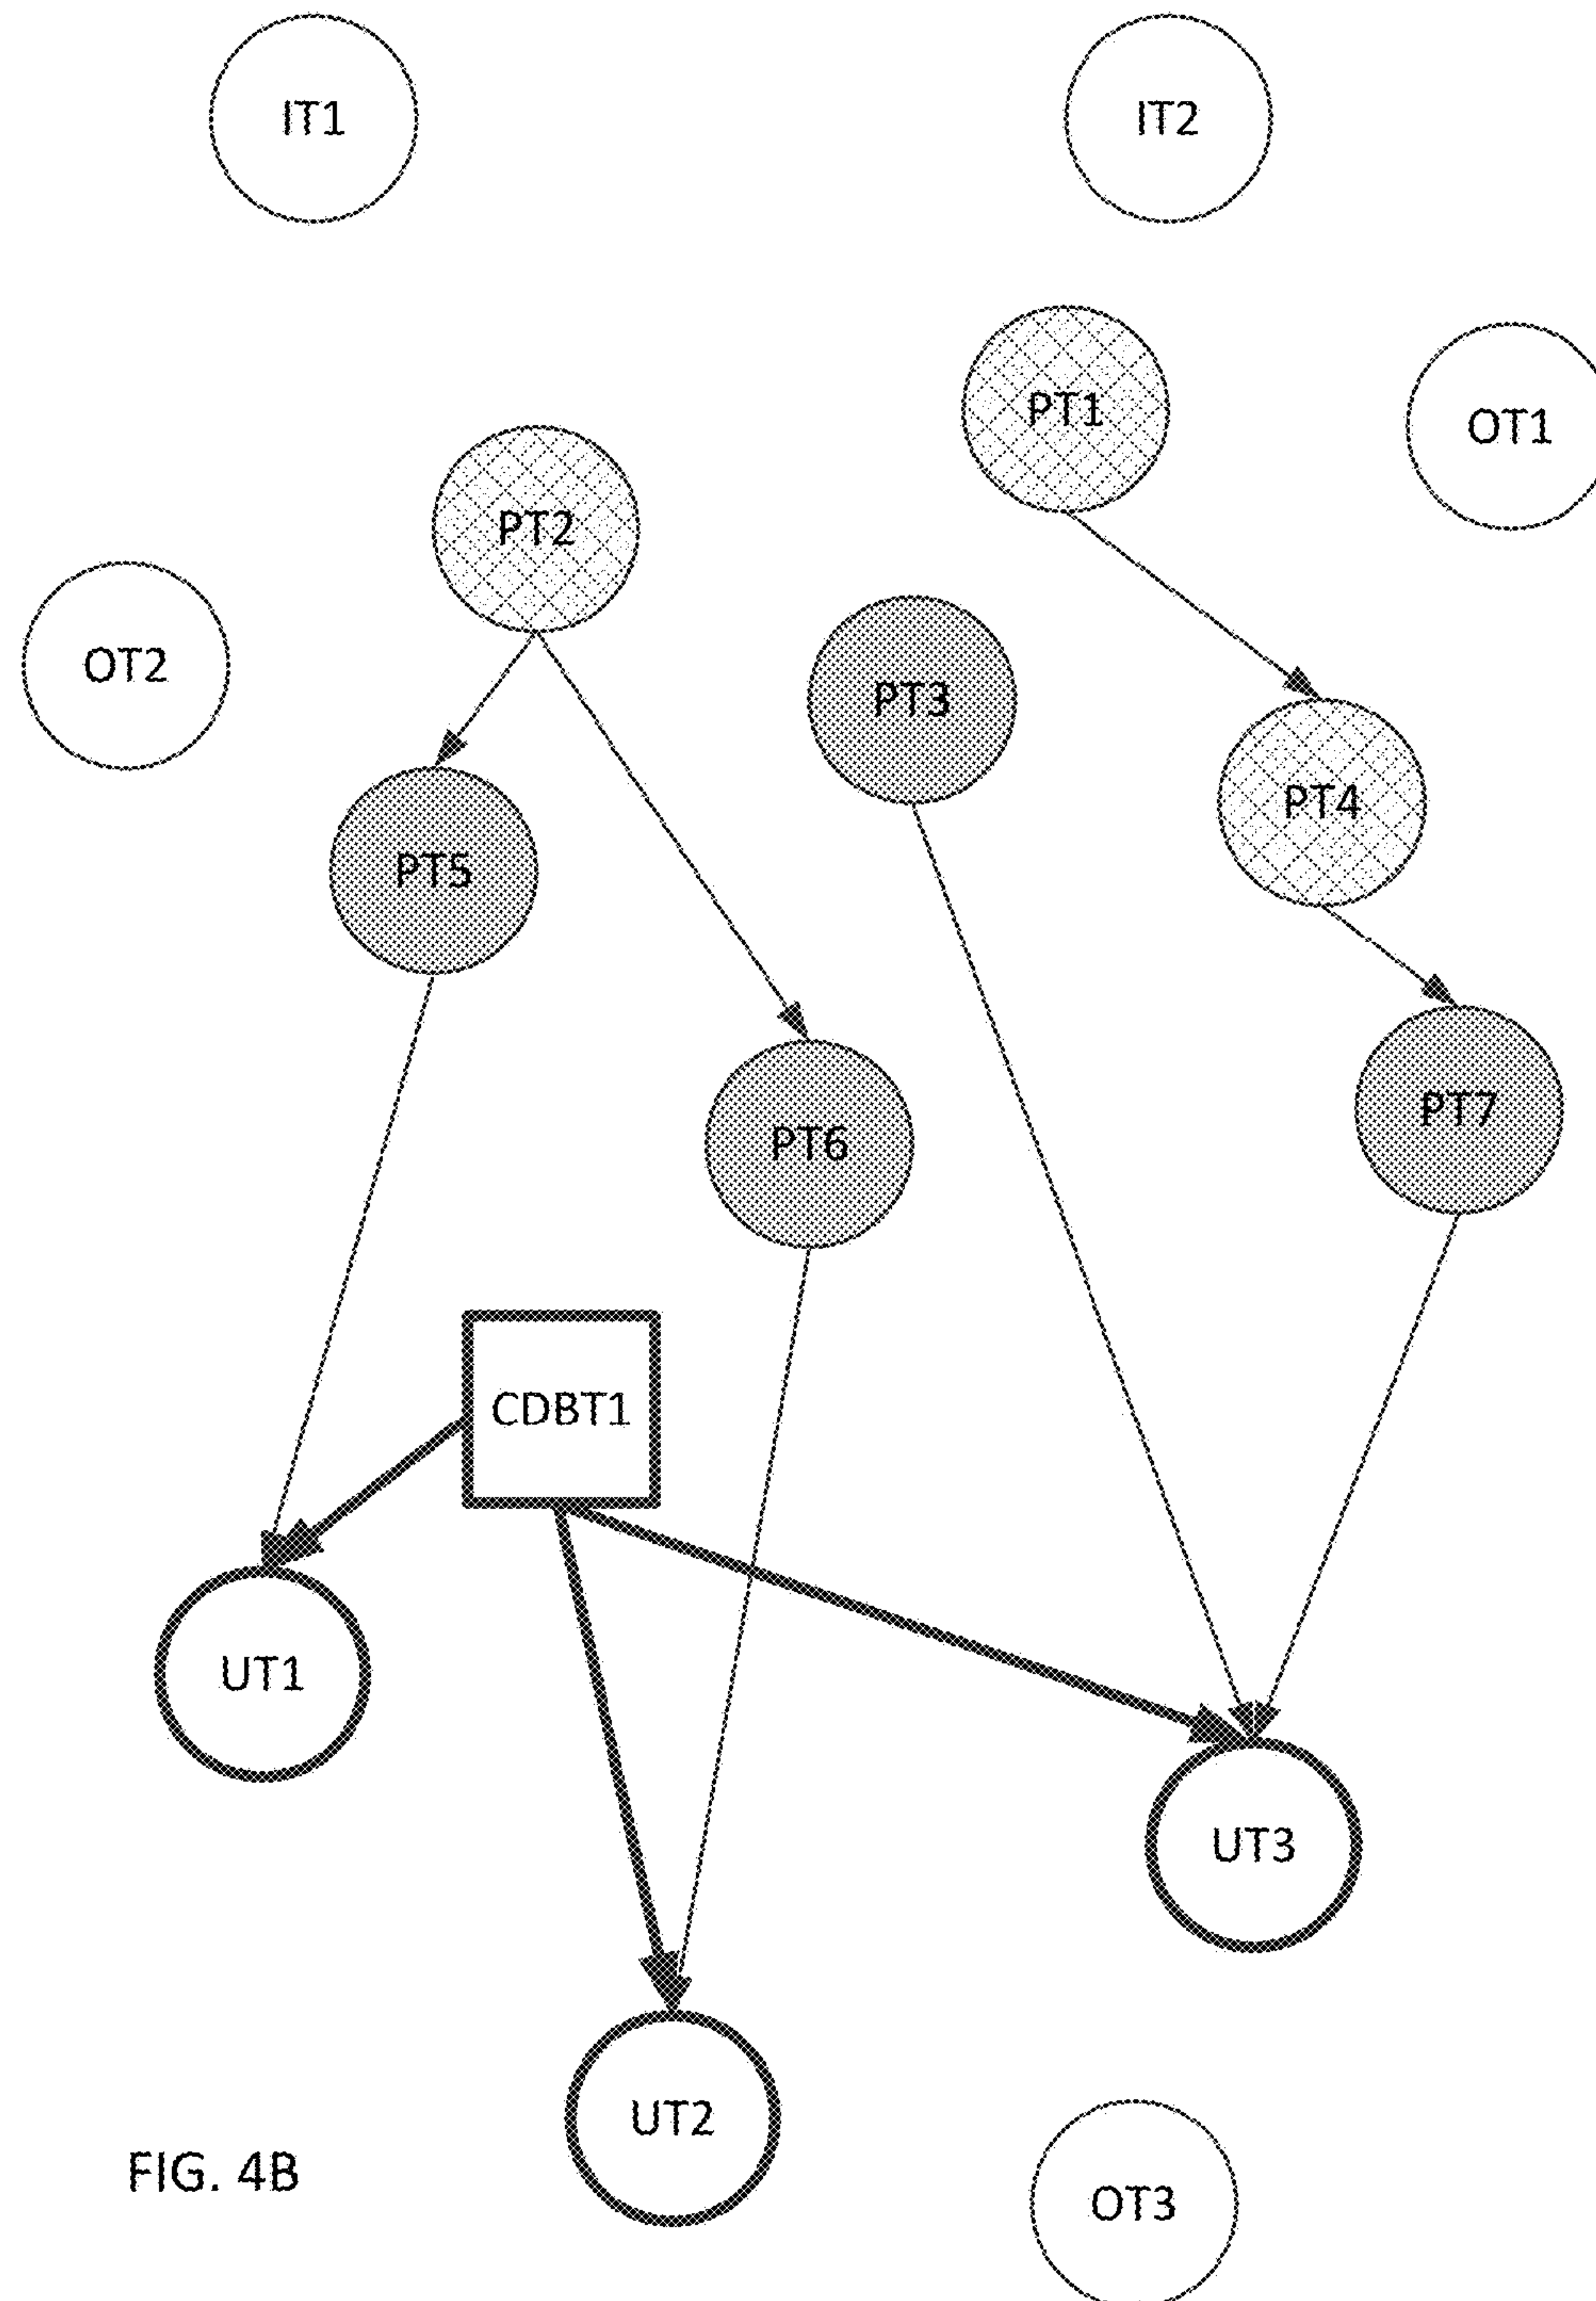 IT1
IT2
PT1
OT1
PT2
OT2
PT3
PT4
PT5
PT7
PT6
CDBT1
UT1
UT3
UT2
FIG. 4B
OT3